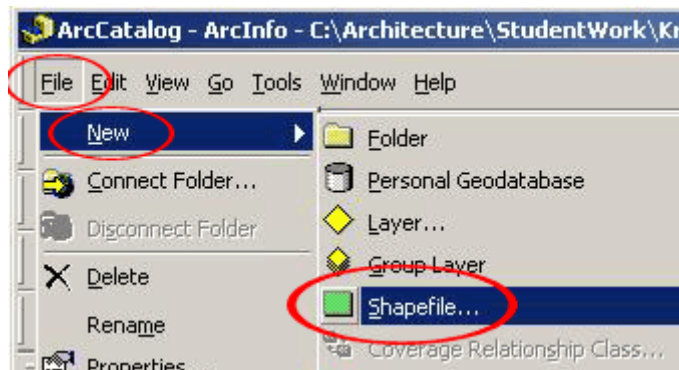 ArcCatalog - ArcInfo - C:\Architecture\StudentWork\Kr
File Edit View Go Tools Window Help
New
Connect Folder...
Disconnect Folder
Delete
Rename
Properties...
Folder
Personal Geodatabase
Layer...
Group Layer
Shapefile...
Coverage Relationship Class...